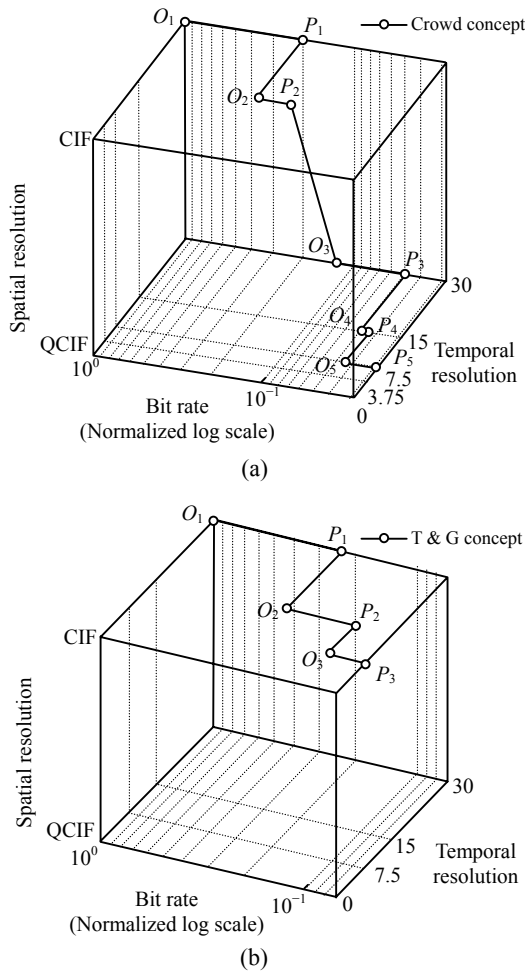 O1
P1
Crowd concept
O2
P2
CIF
Spatial resolution
O3
P3
30
O4
P4
15
QCIF
O5
P5
Temporal
resolution
7.5
10^0
3.75
10^−1
Bit rate
0
(Normalized log scale)
(a)
O1
P1
T & G concept
O2
P2
CIF
O3
P3
Spatial resolution
30
QCIF
15
Temporal
resolution
10^0
7.5
Bit rate
10^−1
0
(Normalized log scale)
(b)